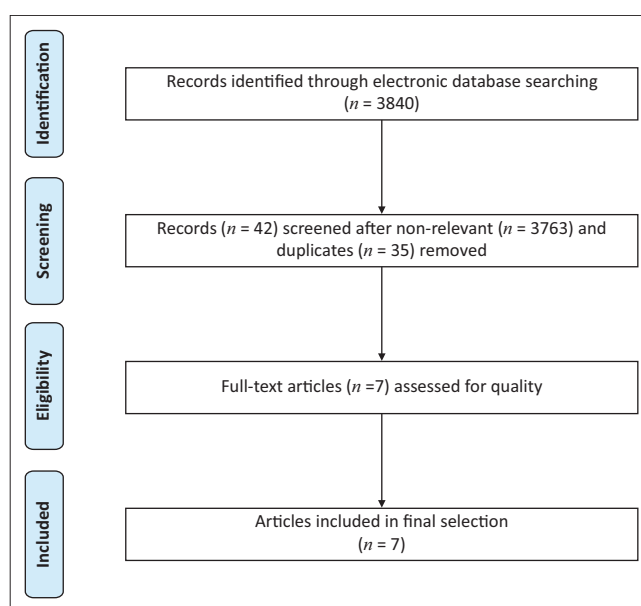 Identification
Records identified through electronic database searching
(n = 3840)
Screening
Records (n = 42) screened after non-relevant (n = 3763) and
duplicates (n = 35) removed
Eligibility
Full-text articles (n =7) assessed for quality
Included
Articles included in final selection
(n = 7)